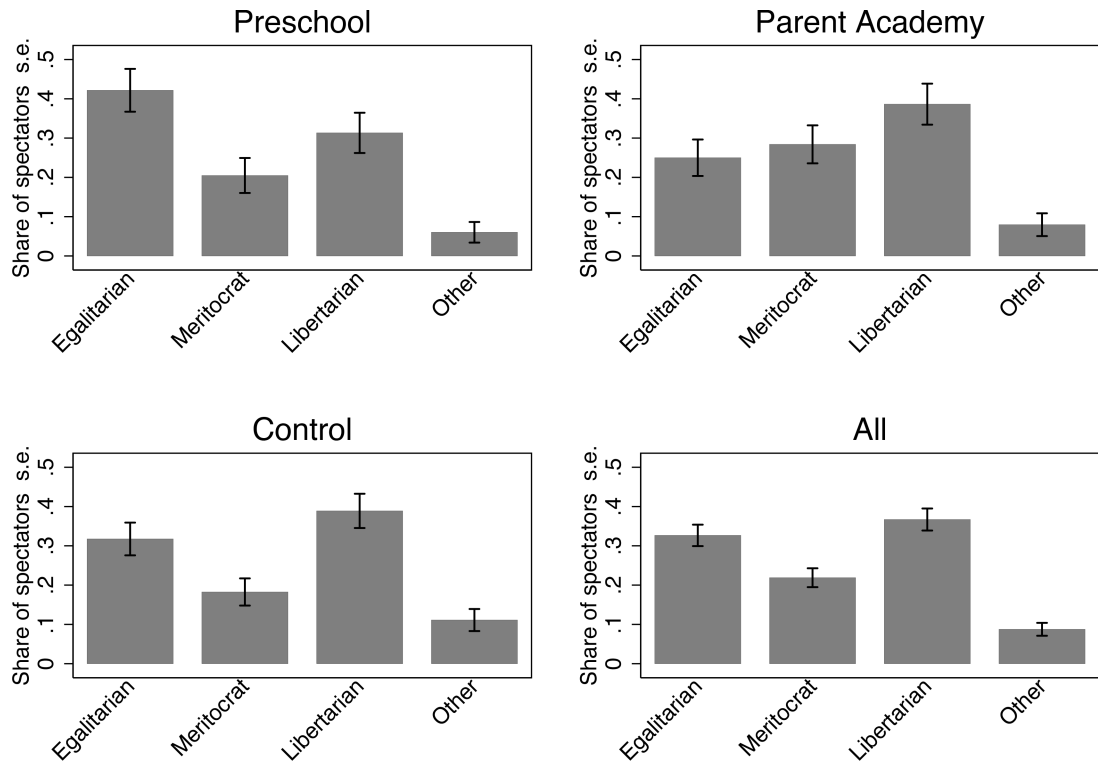 Preschool
Share of spectators s.e.
0 .1 .2 .3 .4 .5
Egalitarian Meritocrat Libertarian Other
Parent Academy
Share of spectators s.e.
0 .1 .2 .3 .4 .5
Egalitarian Meritocrat Libertarian Other
Control
Share of spectators s.e.
0 .1 .2 .3 .4 .5
Egalitarian Meritocrat Libertarian Other
All
Share of spectators s.e.
0 .1 .2 .3 .4 .5
Egalitarian Meritocrat Libertarian Other